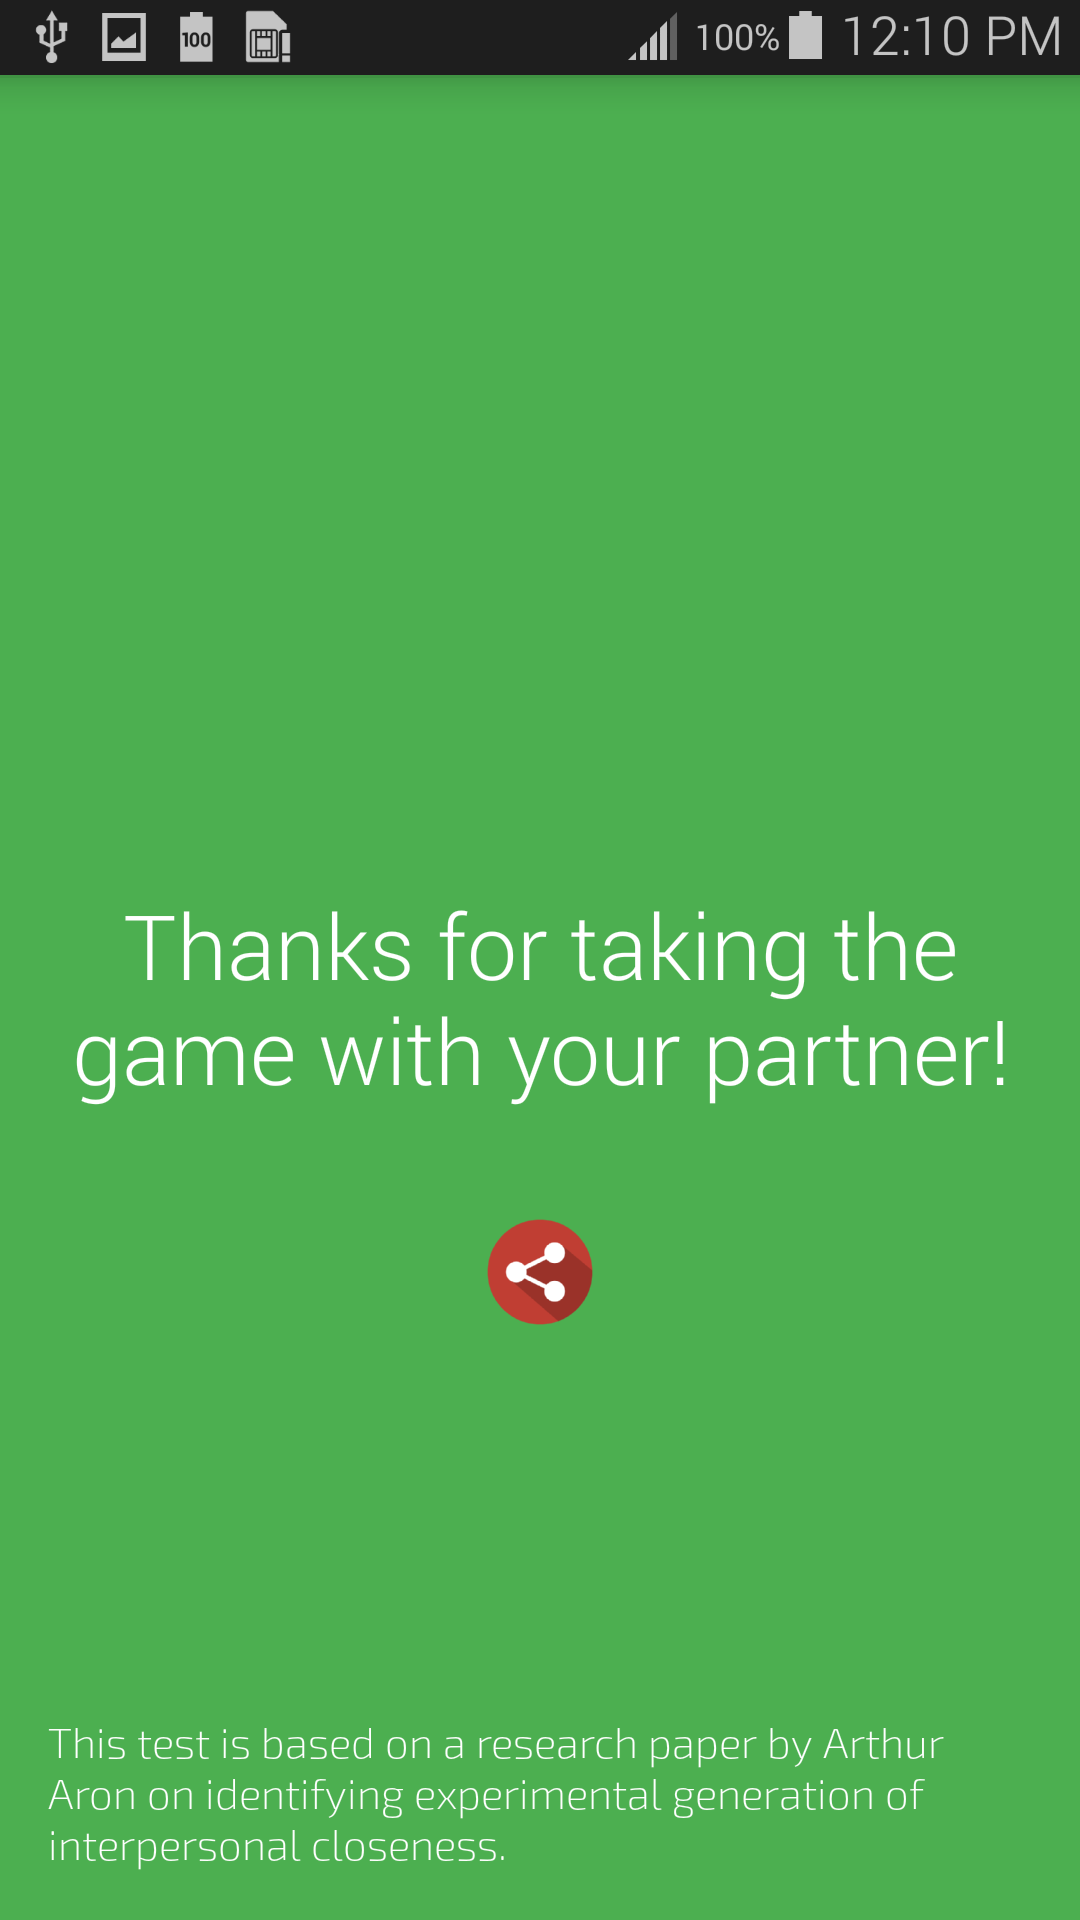 100 100% 12:10 PM
Thanks for taking the
game with your partner!
This test is based on a research paper by Arthur
Aron on identifying experimental generation of
interpersonal closeness.